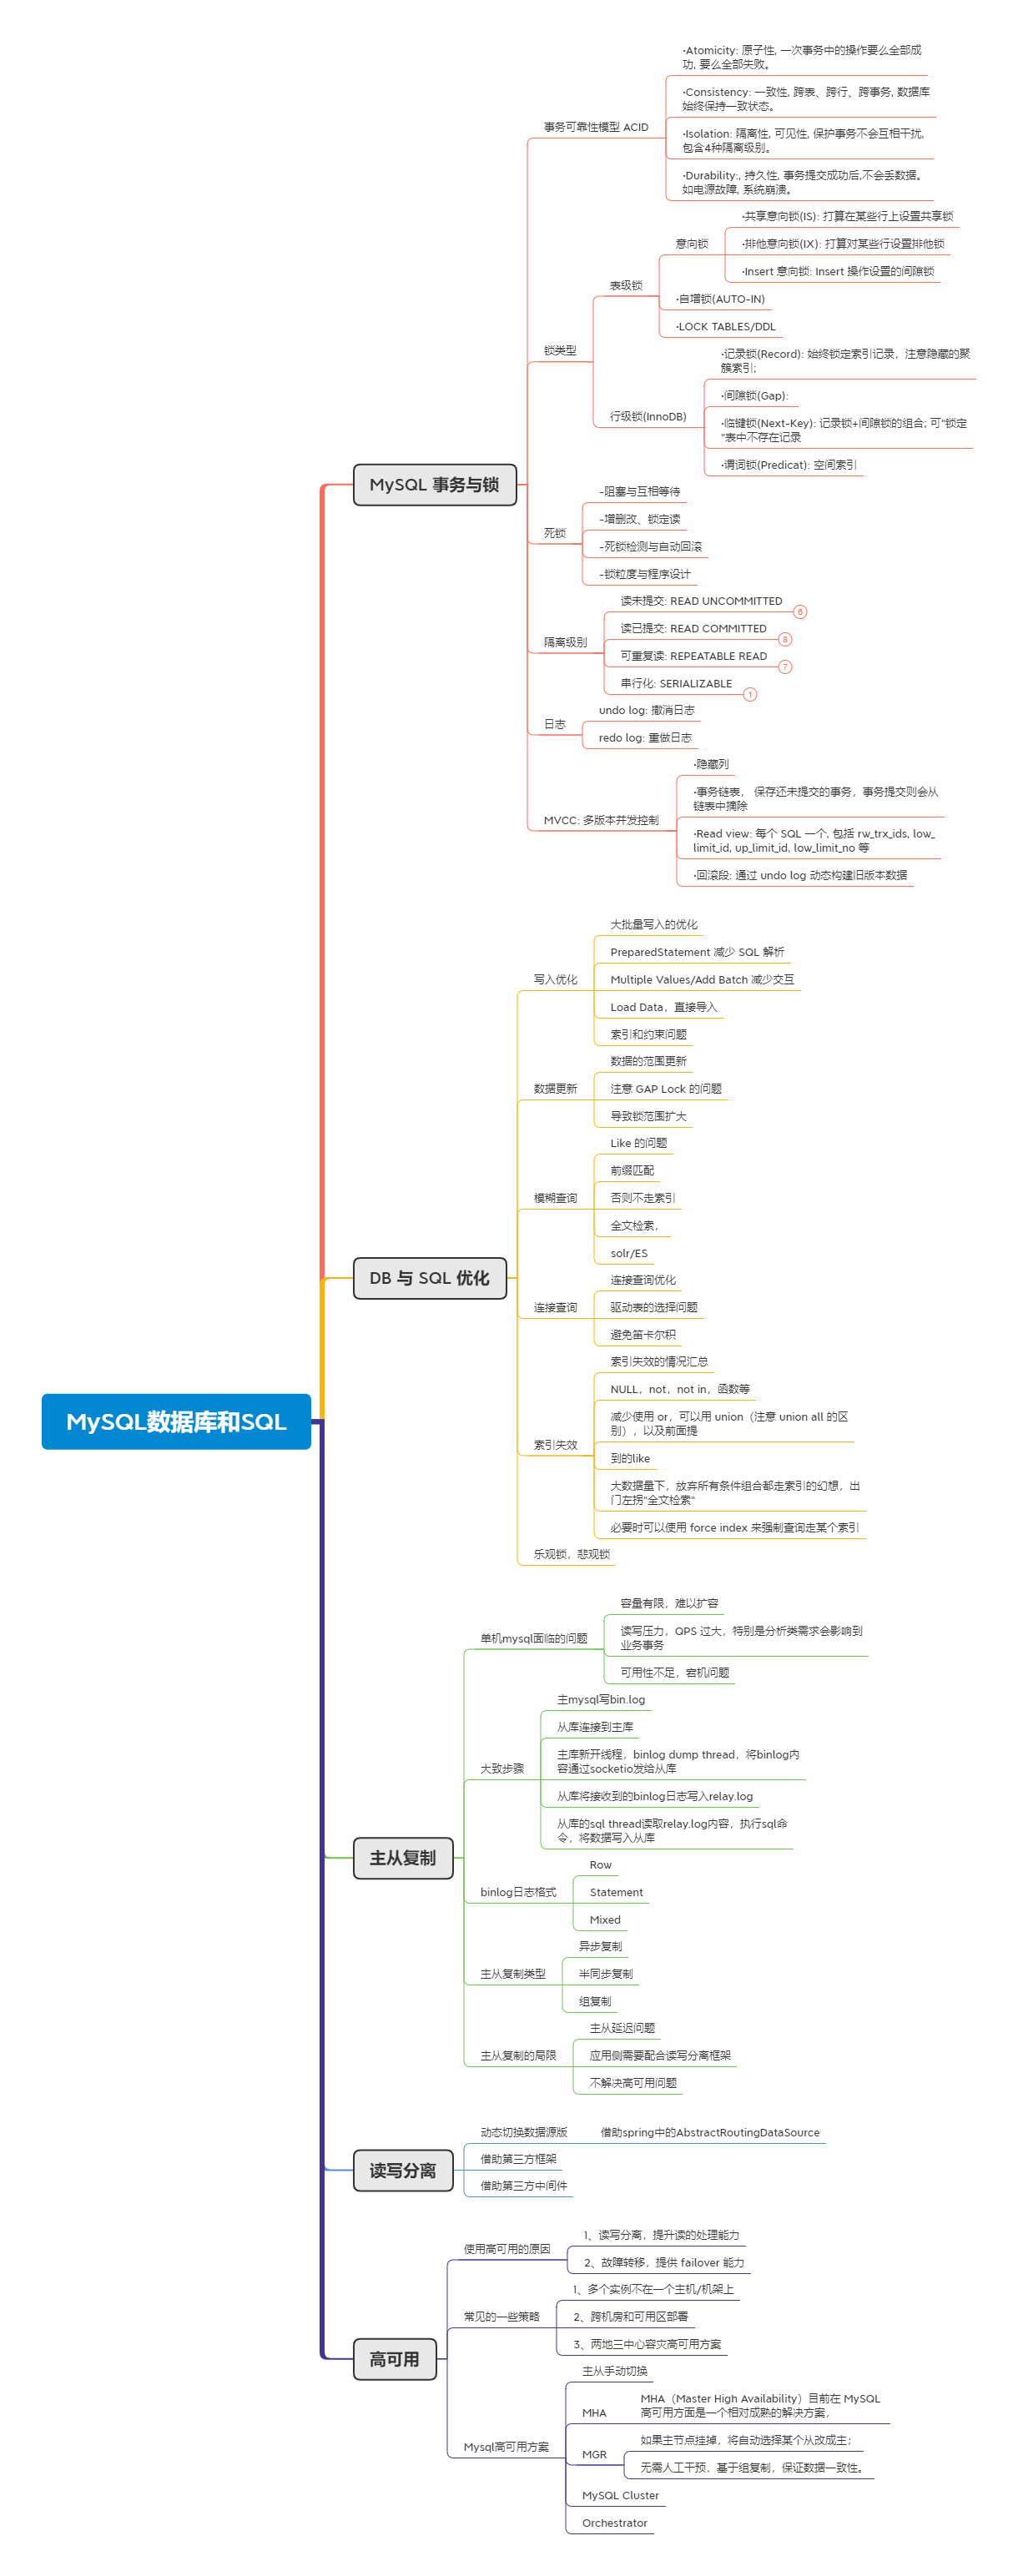 MySQL数据库和SQL
MySQL 事务与锁
事务可靠性模型 ACID
·Atomicity: 原子性, 一次事务中的操作要么全部成
功, 要么全部失败。
·Consistency: 一致性, 跨表、跨行、跨事务, 数据库
始终保持一致状态。
·Isolation: 隔离性, 可见性, 保护事务不会互相干扰,
包含4种隔离级别。
·Durability:, 持久性, 事务提交成功后,不会丢数据。
如电源故障, 系统崩溃。
锁类型
表级锁
意向锁
·共享意向锁(IS): 打算在某些行上设置共享锁
·排他意向锁(IX): 打算对某些行设置排他锁
·Insert 意向锁: Insert 操作设置的间隙锁
·自增锁(AUTO-IN)
·LOCK TABLES/DDL
行级锁(InnoDB)
·记录锁(Record): 始终锁定索引记录，注意隐藏的聚
簇索引;
·间隙锁(Gap):
·临键锁(Next-Key): 记录锁+间隙锁的组合; 可"锁定
"表中不存在记录
·谓词锁(Predicat): 空间索引
死锁
-阻塞与互相等待
-增删改、锁定读
-死锁检测与自动回滚
-锁粒度与程序设计
隔离级别
读未提交: READ UNCOMMITTED
6
读已提交: READ COMMITTED
8
可重复读: REPEATABLE READ
7
串行化: SERIALIZABLE
1
日志
undo log: 撤消日志
redo log: 重做日志
MVCC: 多版本并发控制
·隐藏列
·事务链表， 保存还未提交的事务，事务提交则会从
链表中摘除
·Read view: 每个 SQL 一个, 包括 rw_trx_ids, low_
limit_id, up_limit_id, low_limit_no 等
·回滚段: 通过 undo log 动态构建旧版本数据
DB 与 SQL 优化
写入优化
大批量写入的优化
PreparedStatement 减少 SQL 解析
Multiple Values/Add Batch 减少交互
Load Data，直接导入
索引和约束问题
数据更新
数据的范围更新
注意 GAP Lock 的问题
导致锁范围扩大
模糊查询
Like 的问题
前缀匹配
否则不走索引
全文检索，
solr/ES
连接查询
连接查询优化
驱动表的选择问题
避免笛卡尔积
索引失效
索引失效的情况汇总
NULL，not，not in，函数等
减少使用 or，可以用 union（注意 union all 的区
别），以及前面提
到的like
大数据量下，放弃所有条件组合都走索引的幻想，出
门左拐"全文检索"
必要时可以使用 force index 来强制查询走某个索引
乐观锁，悲观锁
主从复制
单机mysql面临的问题
容量有限，难以扩容
读写压力，QPS 过大，特别是分析类需求会影响到
业务事务
可用性不足，宕机问题
大致步骤
主mysql写bin.log
从库连接到主库
主库新开线程，binlog dump thread，将binlog内
容通过socketio发给从库
从库将接收到的binlog日志写入relay.log
从库的sql thread读取relay.log内容，执行sql命
令，将数据写入从库
binlog日志格式
Row
Statement
Mixed
主从复制类型
异步复制
半同步复制
组复制
主从复制的局限
主从延迟问题
应用侧需要配合读写分离框架
不解决高可用问题
读写分离
动态切换数据源版
借助spring中的AbstractRoutingDataSource
借助第三方框架
借助第三方中间件
高可用
使用高可用的原因
1、读写分离，提升读的处理能力
2、故障转移，提供 failover 能力
常见的一些策略
1、多个实例不在一个主机/机架上
2、跨机房和可用区部署
3、两地三中心容灾高可用方案
Mysql高可用方案
主从手动切换
MHA
MHA（Master High Availability）目前在 MySQL
高可用方面是一个相对成熟的解决方案，
MGR
如果主节点挂掉，将自动选择某个从改成主；
无需人工干预，基于组复制，保证数据一致性。
MySQL Cluster
Orchestrator